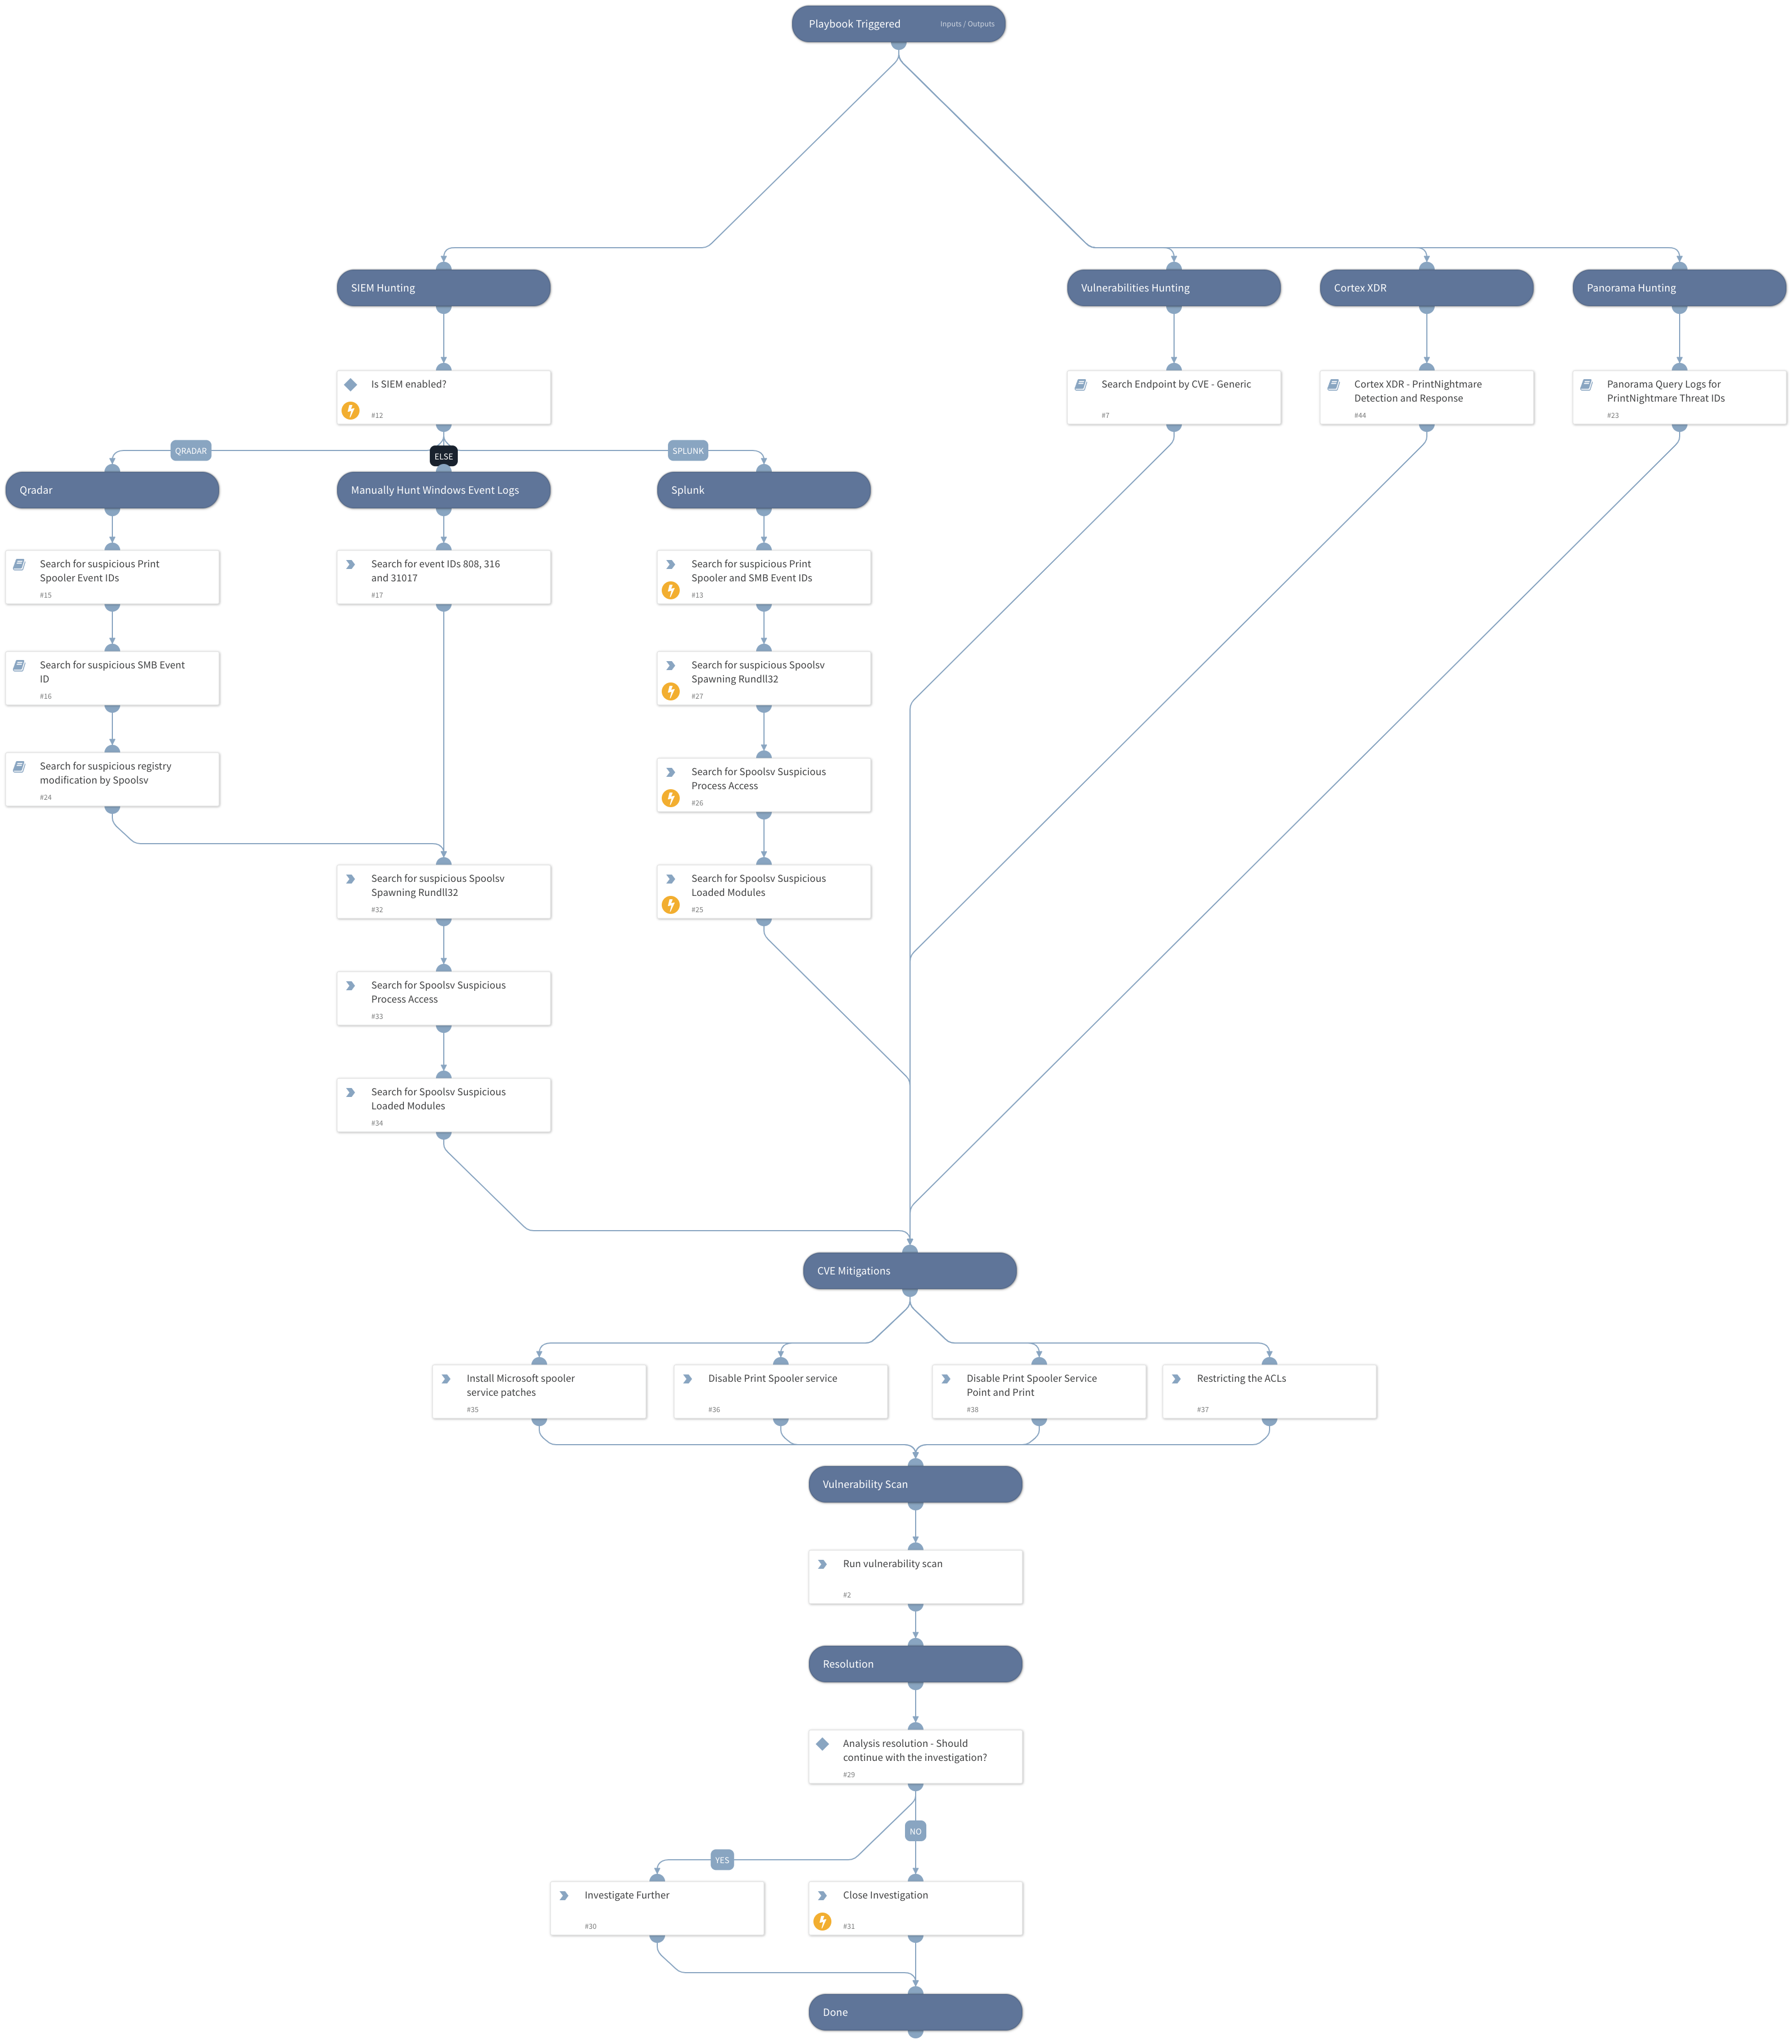 Playbook Triggered
Inputs / Outputs
SIEM Hunting
Vulnerabilities Hunting
Cortex XDR
Panorama Hunting
Is SIEM enabled?
#12
Search Endpoint by CVE - Generic
#7
Cortex XDR - PrintNightmare
Detection and Response
#44
Panorama Query Logs for
PrintNightmare Threat IDs
#23
QRADAR
ELSE
SPLUNK
Qradar
Manually Hunt Windows Event Logs
Splunk
Search for suspicious Print
Spooler Event IDs
#15
Search for event IDs 808, 316
and 31017
#17
Search for suspicious Print
Spooler and SMB Event IDs
#13
Search for suspicious SMB Event
ID
#16
Search for suspicious Spoolsv
Spawning Rundll32
#27
Search for suspicious registry
modification by Spoolsv
#24
Search for Spoolsv Suspicious
Process Access
#26
Search for suspicious Spoolsv
Spawning Rundll32
#32
Search for Spoolsv Suspicious
Loaded Modules
#25
Search for Spoolsv Suspicious
Process Access
#33
Search for Spoolsv Suspicious
Loaded Modules
#34
CVE Mitigations
Install Microsoft spooler
service patches
#35
Disable Print Spooler service
#36
Disable Print Spooler Service
Point and Print
#38
Restricting the ACLs
#37
Vulnerability Scan
Run vulnerability scan
#2
Resolution
Analysis resolution - Should
continue with the investigation?
#29
NO
YES
Investigate Further
#30
Close Investigation
#31
Done